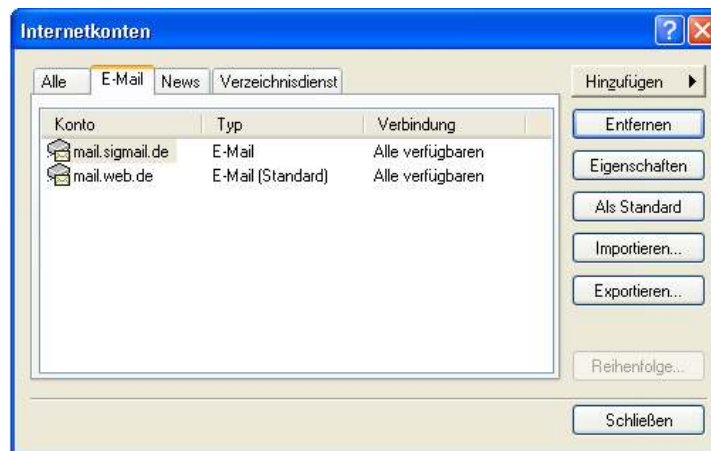 Internetkonten
Alle E-Mail News Verzeichnisdienst
Hinzufügen
Konto Typ Verbindung
Entfernen
mail.sigmail.de E-Mail Alle verfügbaren
mail.web.de E-Mail (Standard) Alle verfügbaren
Eigenschaften
Als Standard
Importieren...
Exportieren...
Reihenfolge...
Schließen